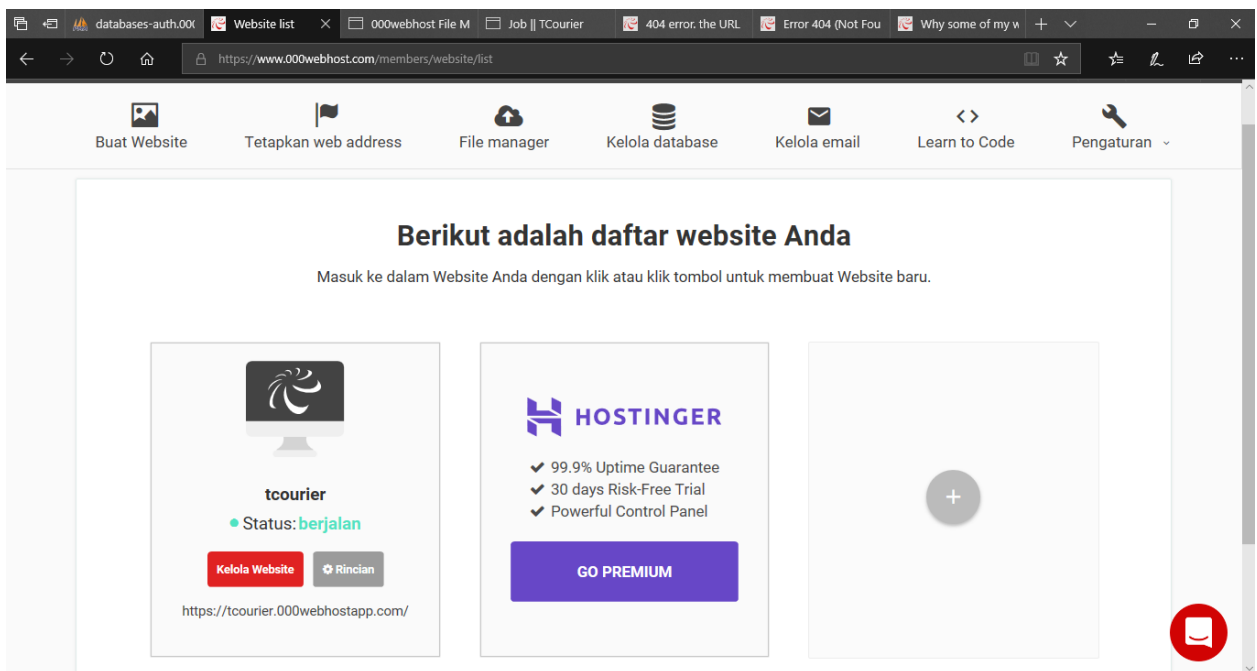 databases-auth.00(
Website list
000webhost File M
Job || TCourier
404 error. the URL
Error 404 (Not Fou
Why some of my w
https://www.000webhost.com/members/website/list
Buat Website
Tetapkan web address
File manager
Kelola database
Kelola email
Learn to Code
Pengaturan
Berikut adalah daftar website Anda
Masuk ke dalam Website Anda dengan klik atau klik tombol untuk membuat Website baru.
tcourier
Status: berjalan
Kelola Website
Rincian
https://tcourier.000webhostapp.com/
HOSTINGER
99.9% Uptime Guarantee
30 days Risk-Free Trial
Powerful Control Panel
GO PREMIUM